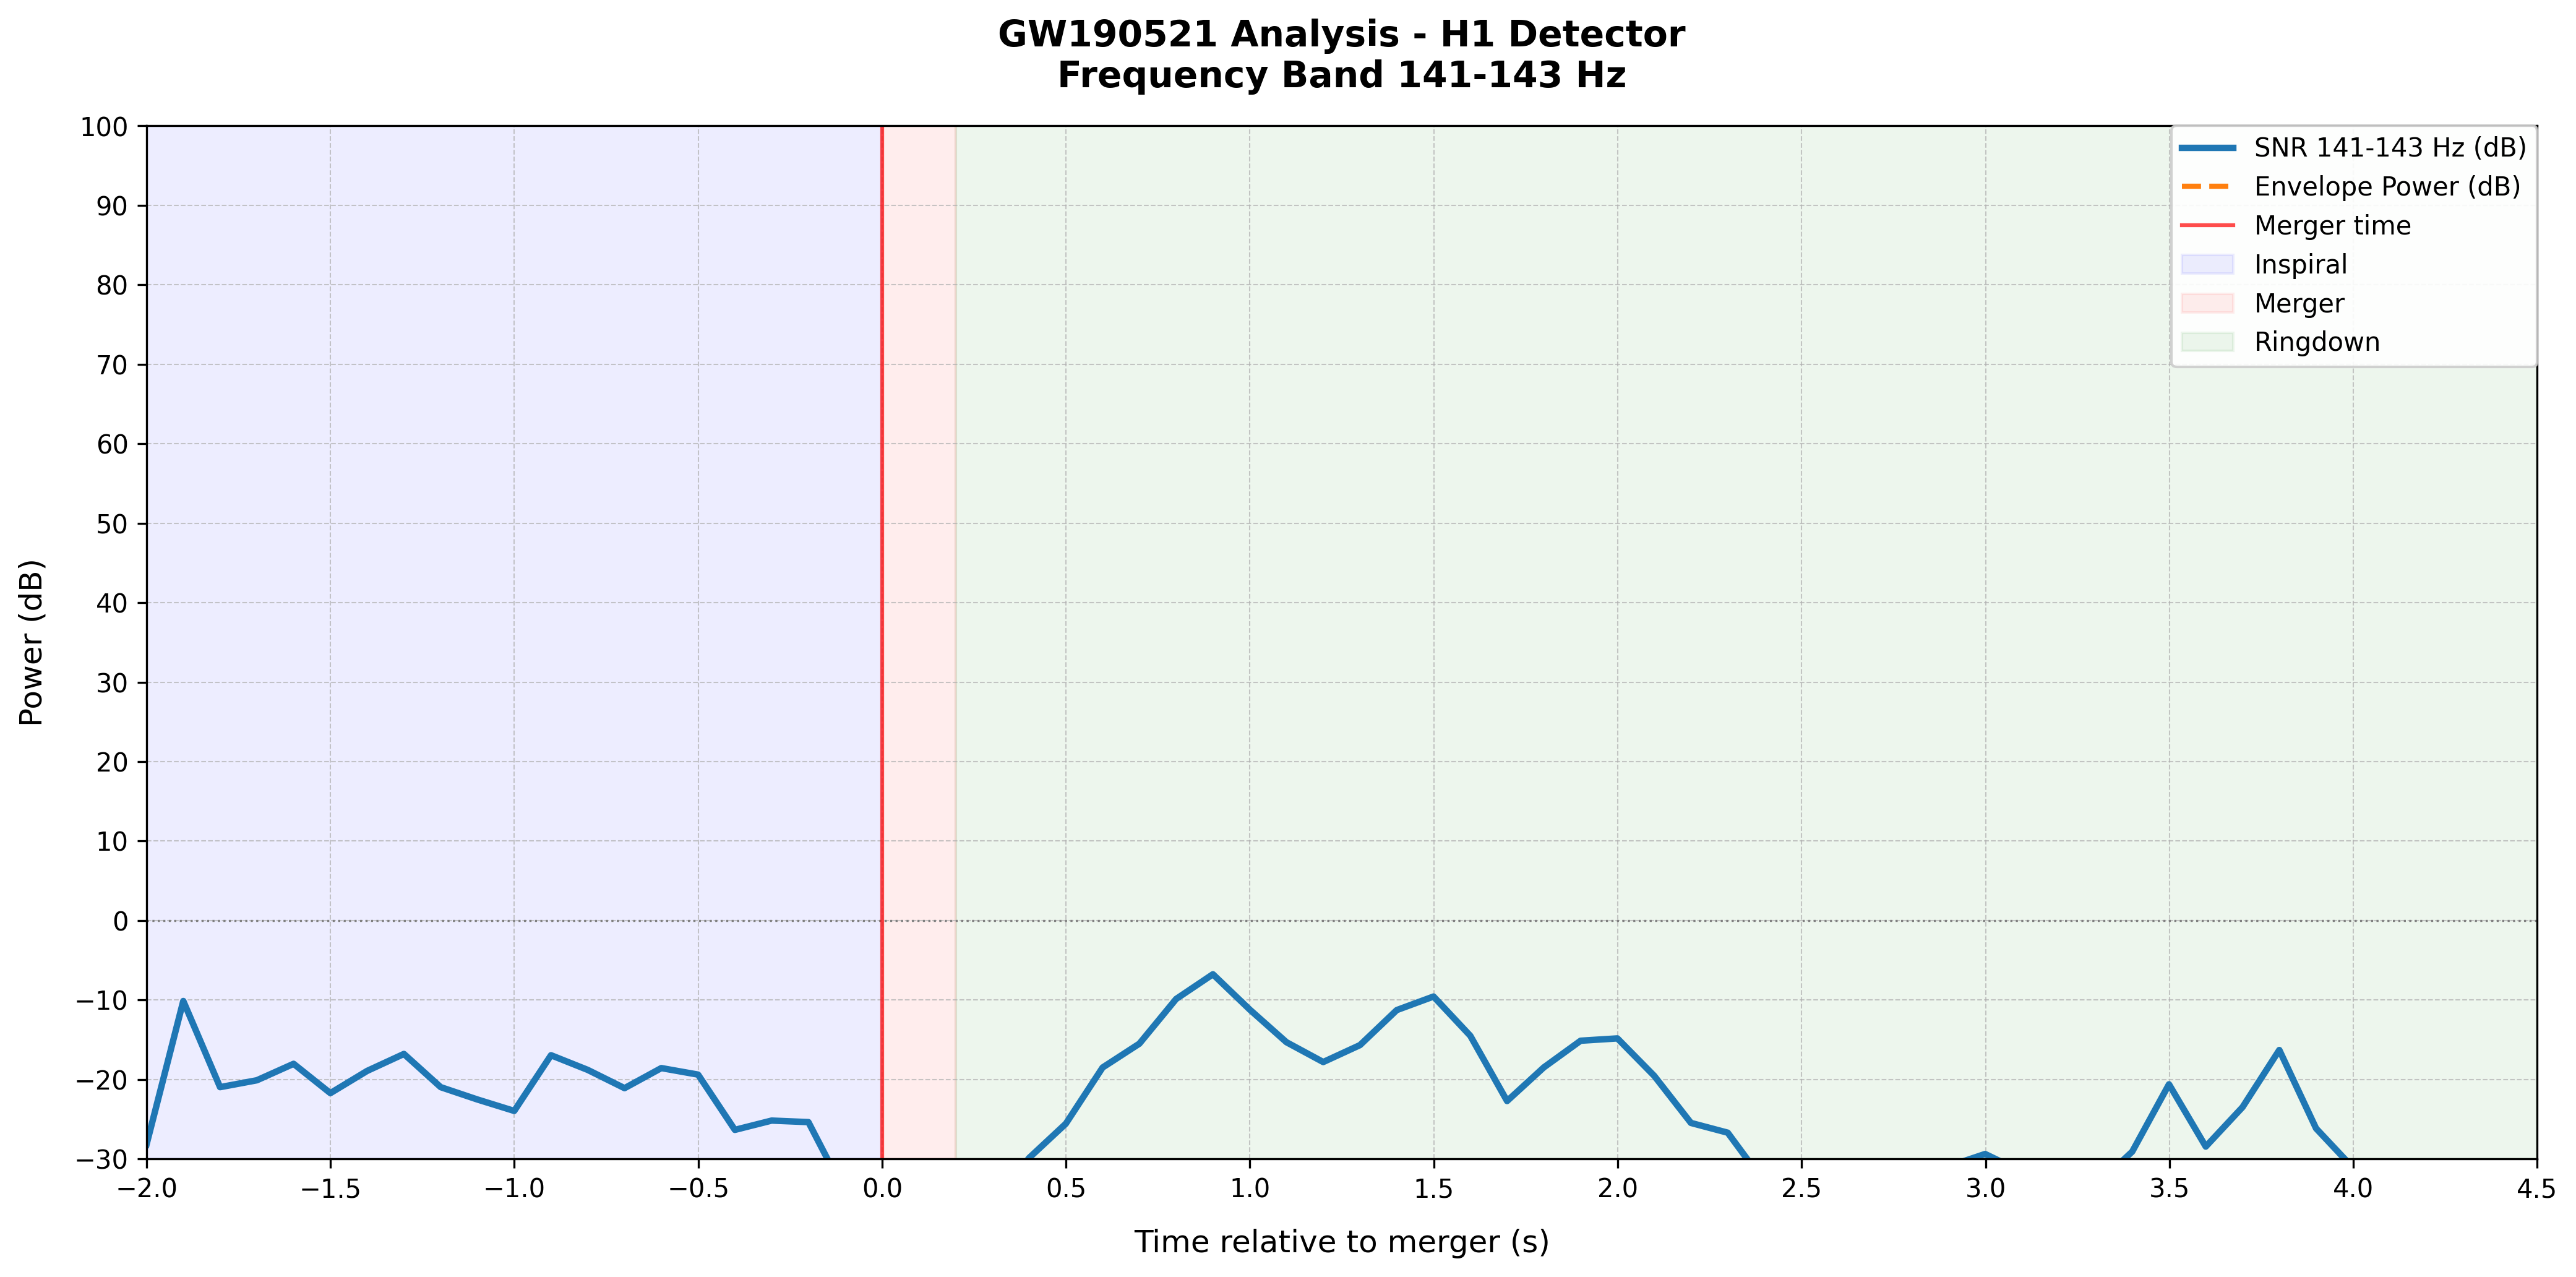 GW190521 Analysis - H1 Detector
Frequency Band 141-143 Hz
100
90
80
70
60
50
40
30
20
10
0
−10
−20
−30
Power (dB)
−2.0
−1.5
−1.0
−0.5
0.0
0.5
1.0
1.5
2.0
2.5
3.0
3.5
4.0
4.5
Time relative to merger (s)
SNR 141-143 Hz (dB)
Envelope Power (dB)
Merger time
Inspiral
Merger
Ringdown